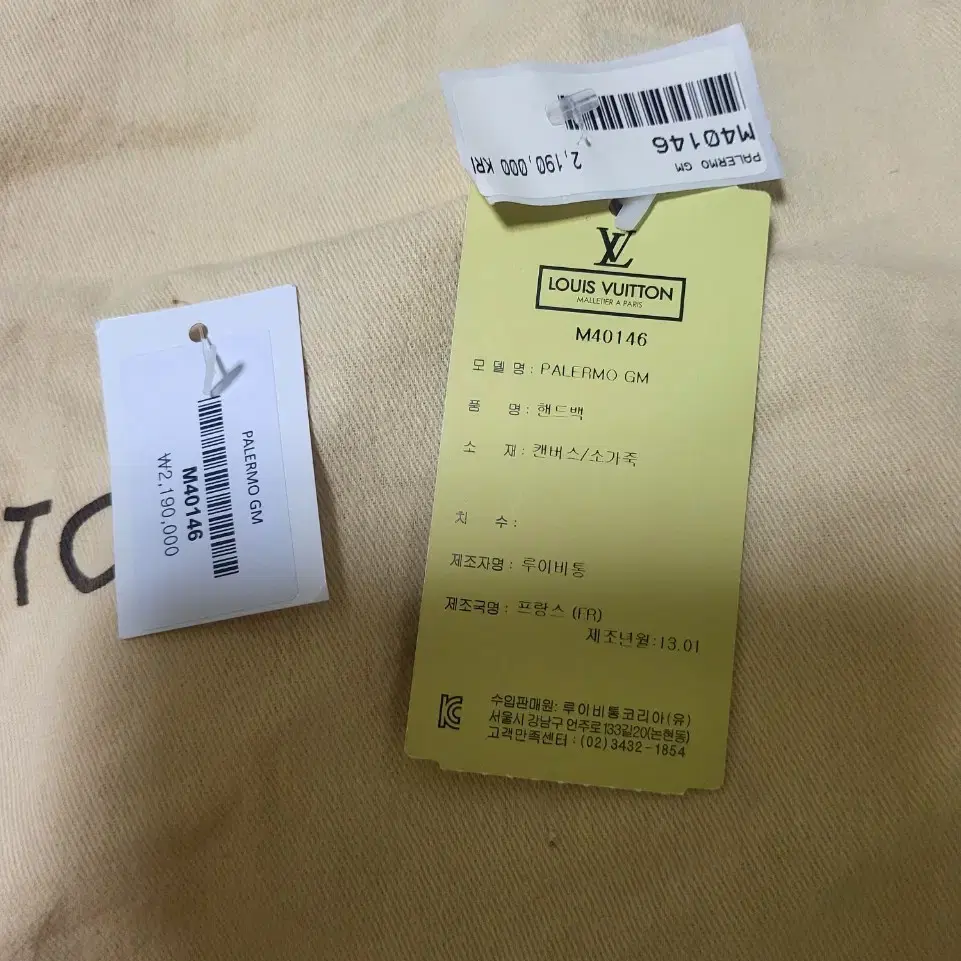 PALERMO GM
M40146
2,190,000 KRI
LV
LOUIS VUITTON
MALLETIER A PARIS
M40146
모 델 명 : PALERMO GM
품 명 : 핸드백
소 재 : 캔버스/소가죽
치 수 :
제조자명 : 루이비통
제조국명 : 프랑스 (FR)
제조년월:13.01
수입판매원: 루이비통코리아(유)
서울시 강남구 언주로133길20(논현동)
고객만족센터 : (02)3432-1854
PALERMO GM
M40146
₩2,190,000
TO